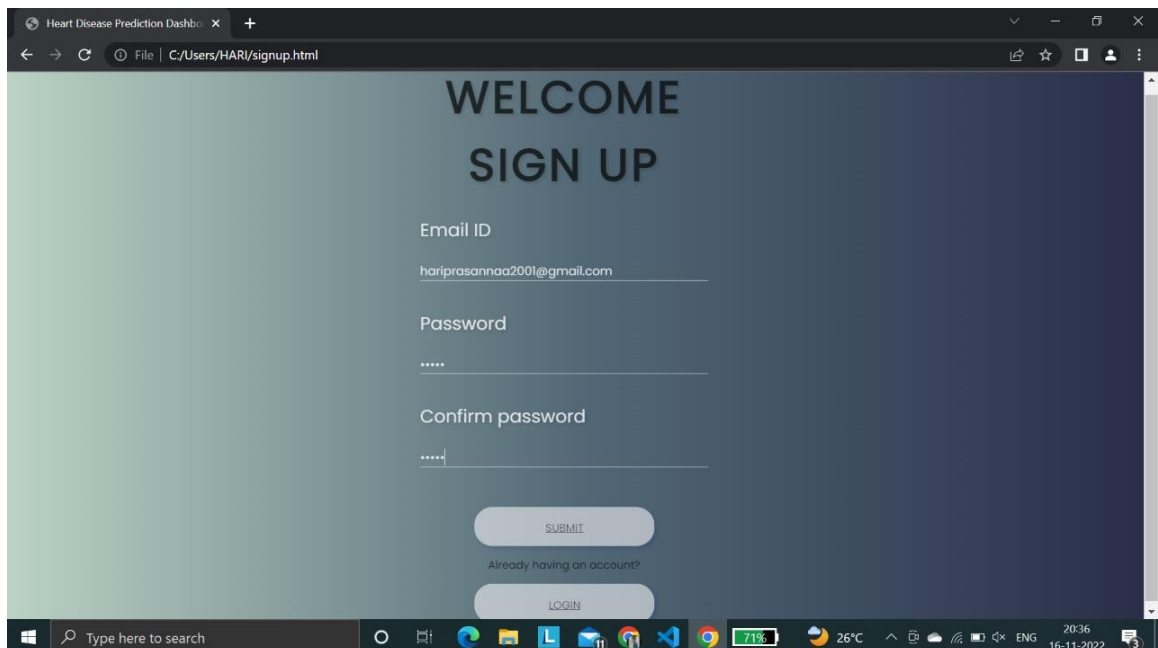 Heart Disease Prediction Dashbo
File | C:/Users/HARI/signup.html
WELCOME
SIGN UP
Email ID
hariprasannaa2001@gmail.com
Password
•••••
Confirm password
•••••
SUBMIT
Already having an account?
LOGIN
Type here to search
L
11
71%
26°C
ENG
20:36
16-11-2022
3